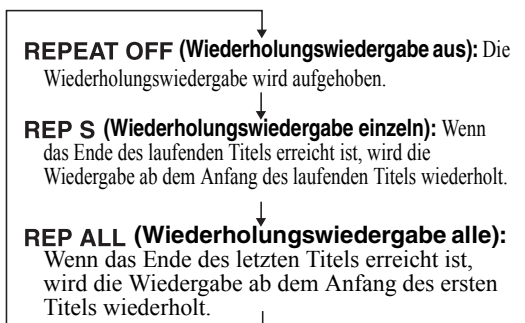 REPEAT OFF (Wiederholungswiedergabe aus): Die
Wiederholungswiedergabe wird aufgehoben.
REP S (Wiederholungswiedergabe einzeln): Wenn
das Ende des laufenden Titels erreicht ist, wird die
Wiedergabe ab dem Anfang des laufenden Titels wiederholt.
REP ALL (Wiederholungswiedergabe alle):
Wenn das Ende des letzten Titels erreicht ist,
wird die Wiedergabe ab dem Anfang des ersten
Titels wiederholt.